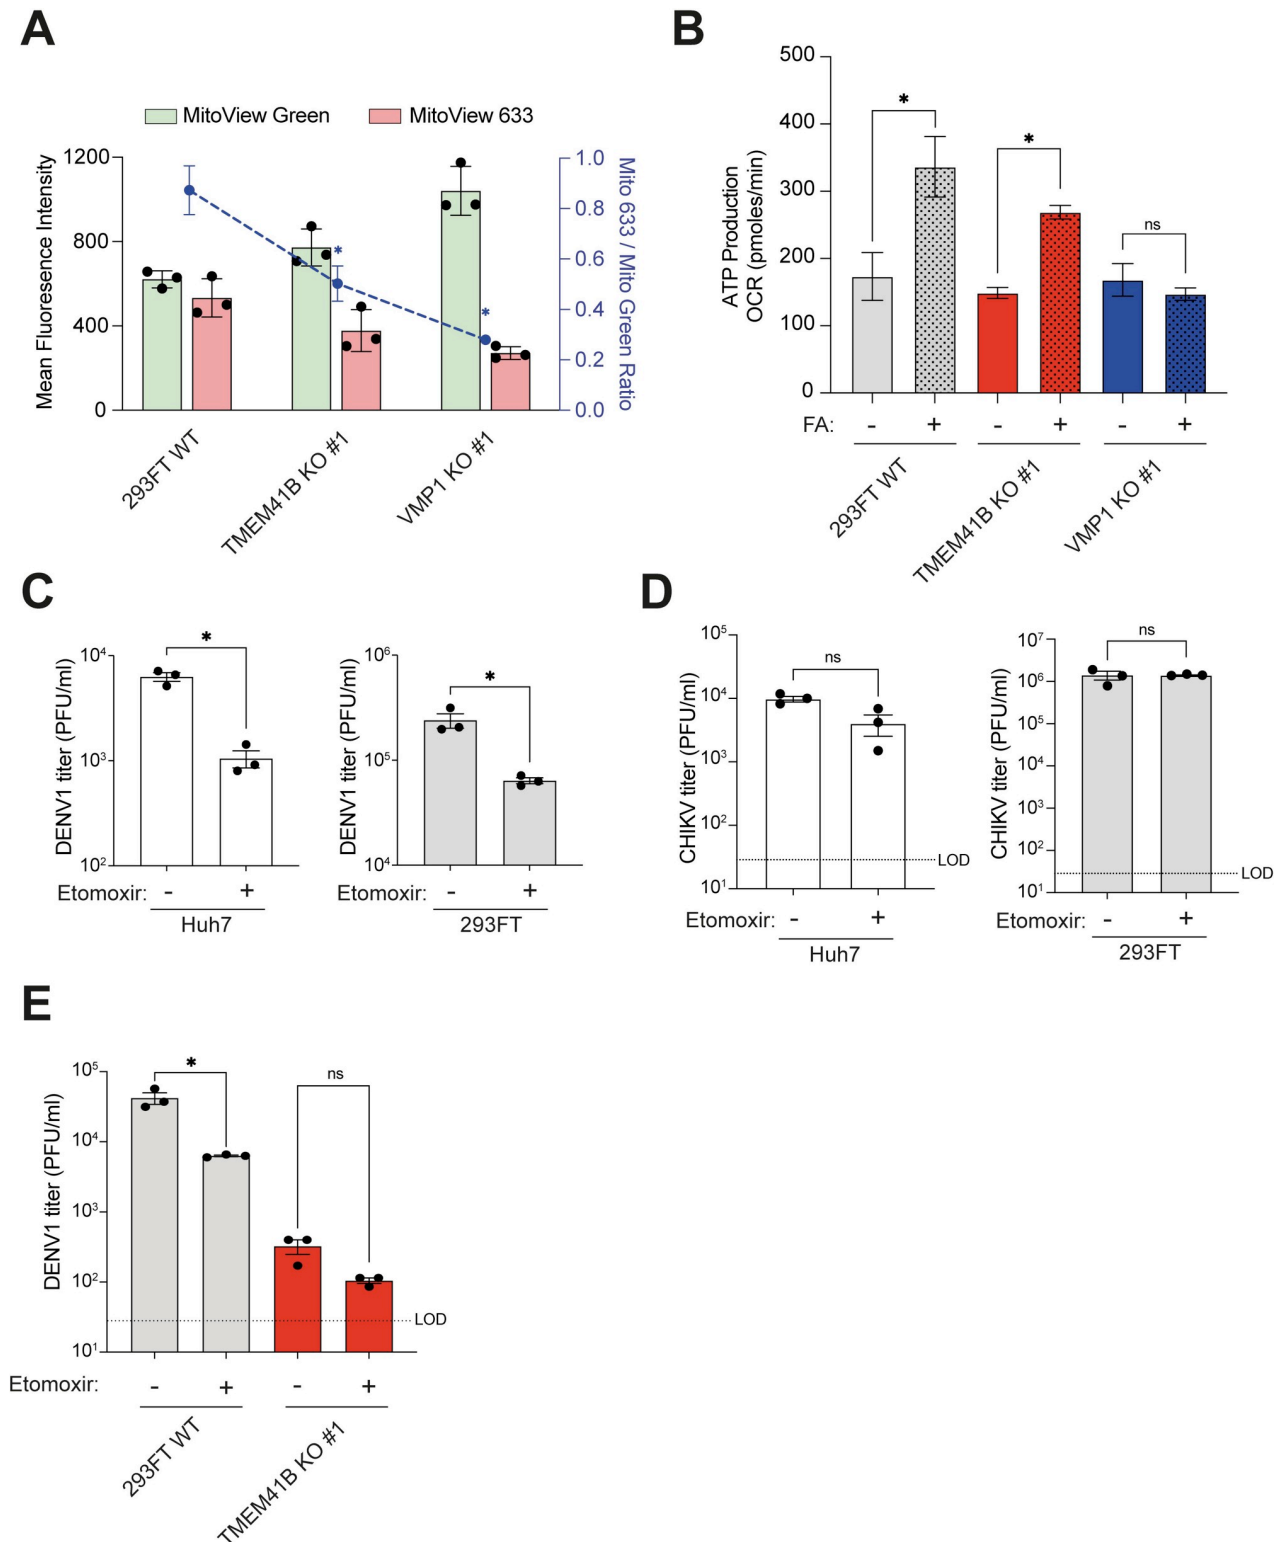 A
MitoView Green
MitoView 633
Mean Fluorescence Intensity
1200
800
400
0
1.0
0.8
0.6
0.4
0.2
0.0
Mito 633 / Mito Green Ratio
*
*
293FT WT
TMEM41B KO #1
VMP1 KO #1
B
ATP Production
OCR (pmoles/min)
500
400
300
200
100
0
*
*
ns
FA: - + - + - +
293FT WT
TMEM41B KO #1
VMP1 KO #1
C
DENV1 titer (PFU/ml)
10⁴
10³
10²
*
Etomoxir: - +
Huh7
DENV1 titer (PFU/ml)
10⁶
10⁵
10⁴
*
- +
293FT
D
CHIKV titer (PFU/ml)
10⁵
10⁴
10³
10²
10¹
ns
LOD
Etomoxir: - +
Huh7
CHIKV titer (PFU/ml)
10⁷
10⁶
10⁵
10⁴
10³
10²
10¹
ns
LOD
Etomoxir: - +
293FT
E
DENV1 titer (PFU/ml)
10⁵
10⁴
10³
10²
10¹
*
ns
LOD
Etomoxir: - + - +
293FT WT
TMEM41B KO #1